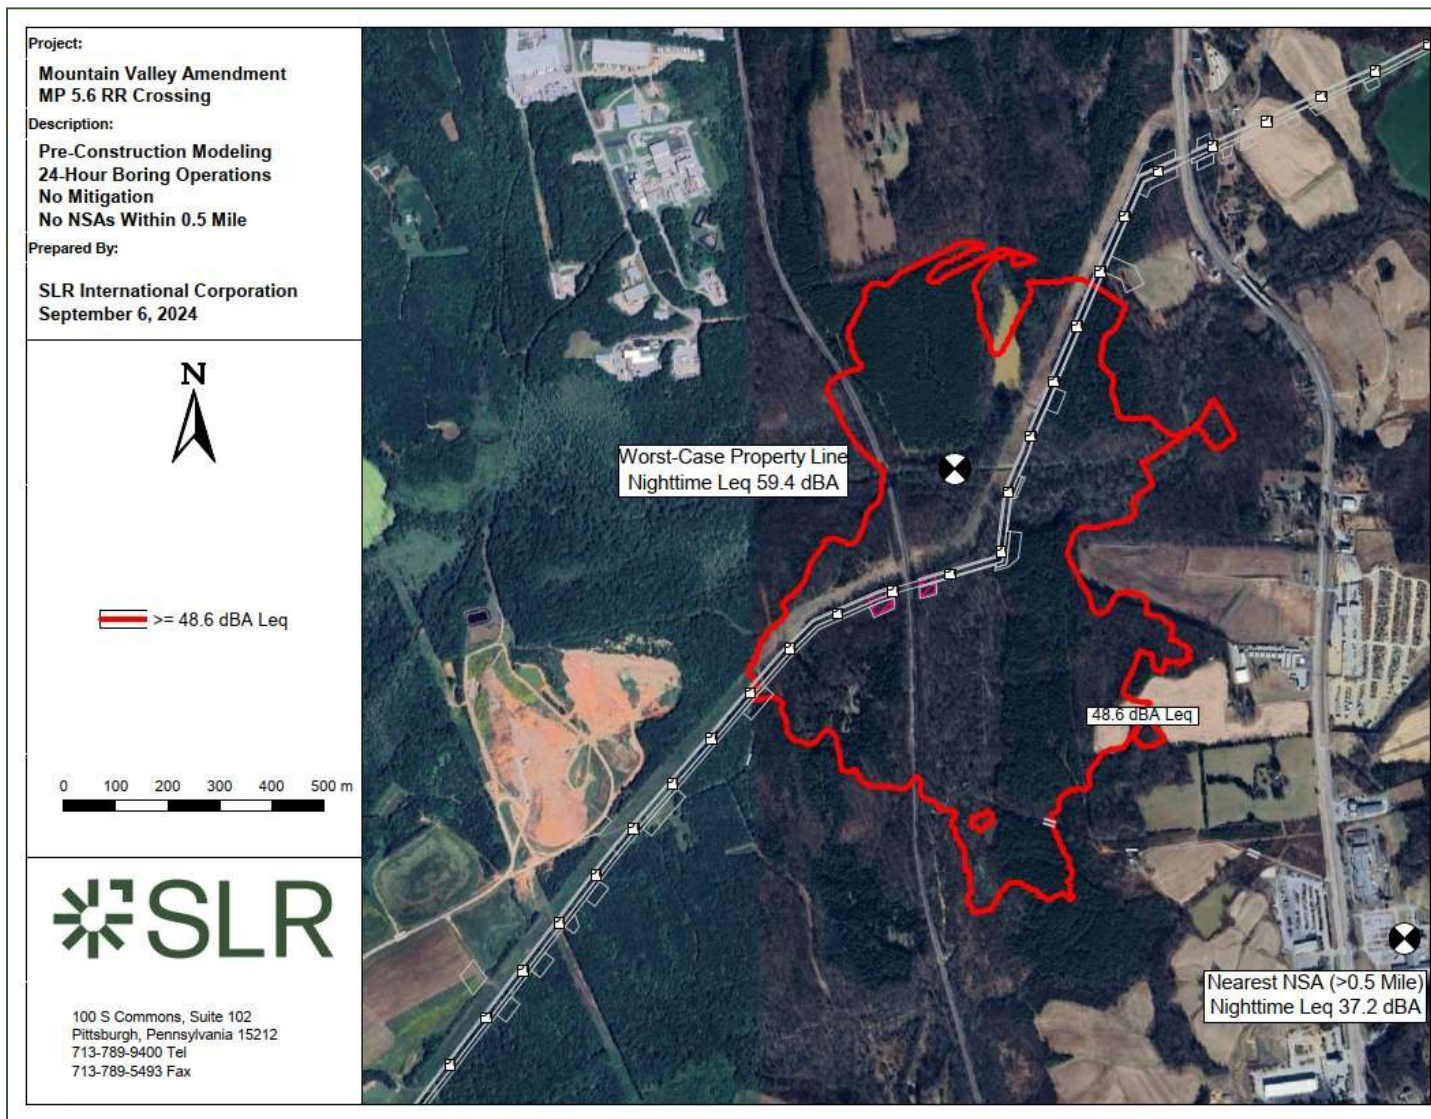 Project:
Mountain Valley Amendment
MP 5.6 RR Crossing
Description:
Pre-Construction Modeling
24-Hour Boring Operations
No Mitigation
No NSAs Within 0.5 Mile
Prepared By:
SLR International Corporation
September 6, 2024
N
>= 48.6 dBA Leq
0 100 200 300 400 500 m
SLR
100 S Commons, Suite 102
Pittsburgh, Pennsylvania 15212
713-789-9400 Tel
713-789-5493 Fax
Worst-Case Property Line
Nighttime Leq 59.4 dBA
48.6 dBA Leq
Nearest NSA (>0.5 Mile)
Nighttime Leq 37.2 dBA